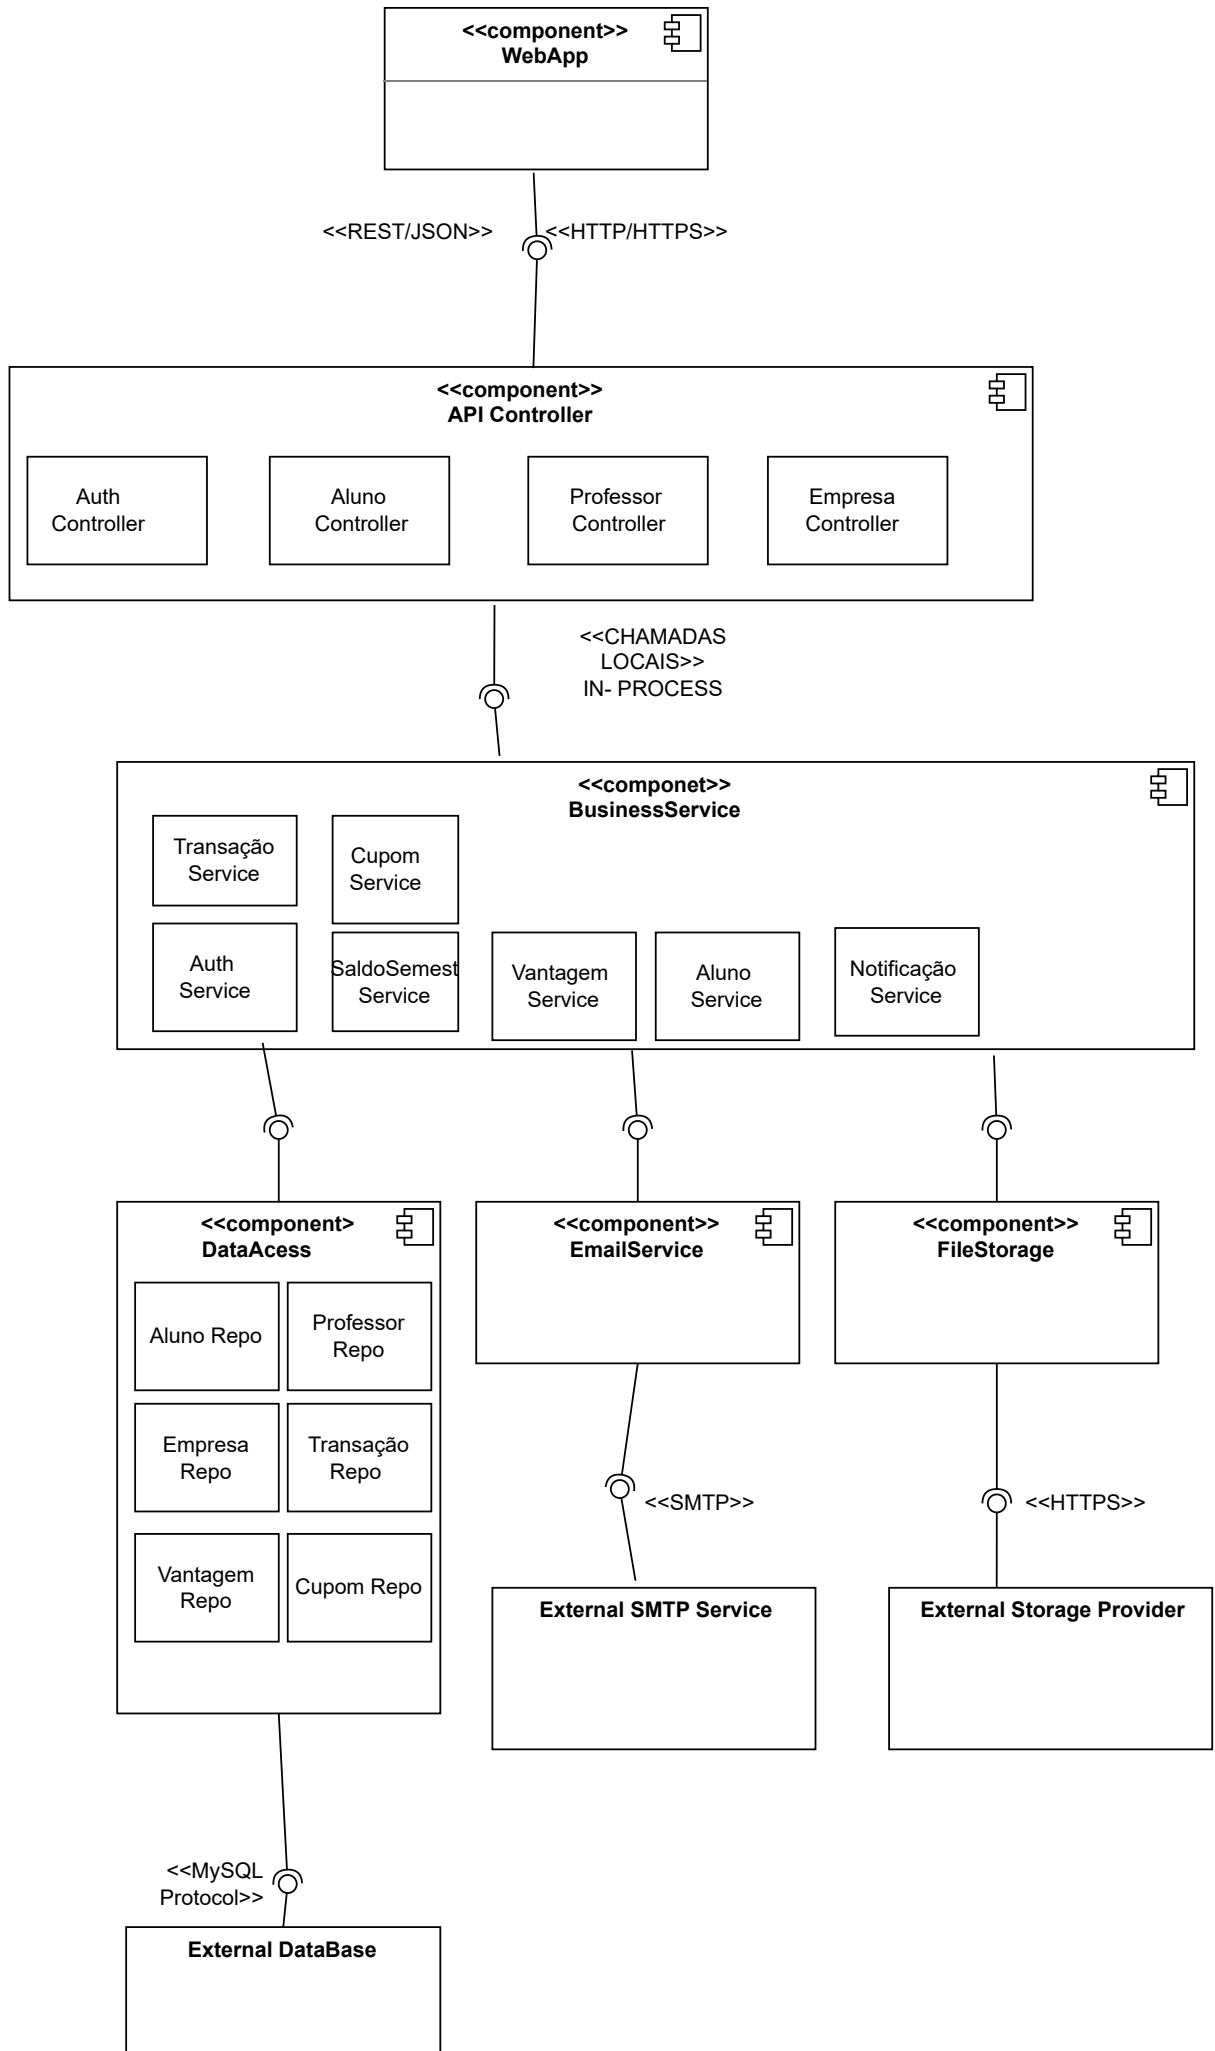 <<component>>
WebApp
<<REST/JSON>>
<<HTTP/HTTPS>>
<<component>>
API Controller
Auth
Controller
Aluno
Controller
Professor
Controller
Empresa
Controller
<<CHAMADAS
LOCAIS>>
IN- PROCESS
<<componet>>
BusinessService
Transação
Service
Cupom
Service
Auth
Service
SaldoSemest
Service
Vantagem
Service
Aluno
Service
Notificação
Service
<<component>
DataAcess
Aluno Repo
Professor
Repo
Empresa
Repo
Transação
Repo
Vantagem
Repo
Cupom Repo
<<component>>
EmailService
<<component>>
FileStorage
<<SMTP>>
<<HTTPS>>
External SMTP Service
External Storage Provider
<<MySQL
Protocol>>
External DataBase